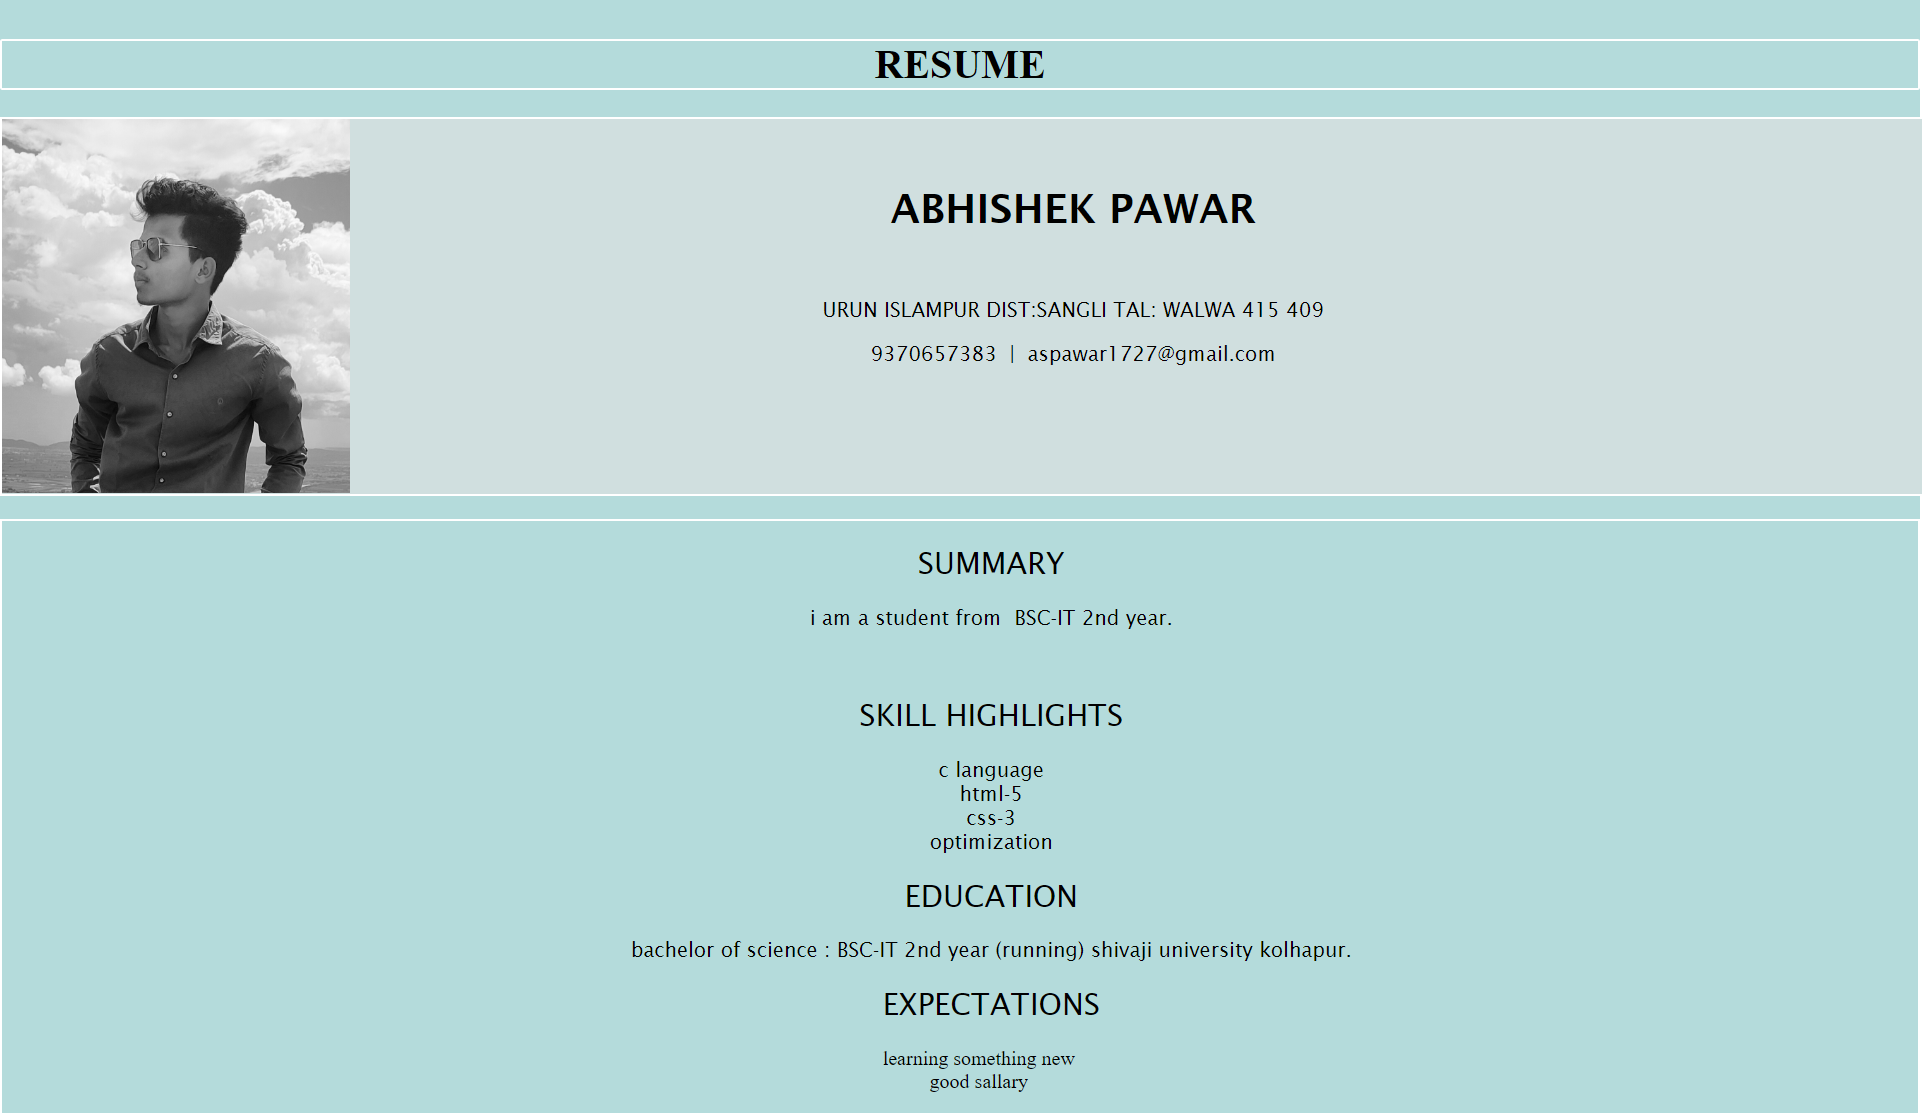 RESUME
ABHISHEK PAWAR
URUN ISLAMPUR DIST:SANGLI TAL: WALWA 415 409
9370657383 | aspawar1727@gmail.com
SUMMARY
i am a student from BSC-IT 2nd year.
SKILL HIGHLIGHTS
c language
html-5
css-3
optimization
EDUCATION
bachelor of science : BSC-IT 2nd year (running) shivaji university kolhapur.
EXPECTATIONS
learning something new
good sallary